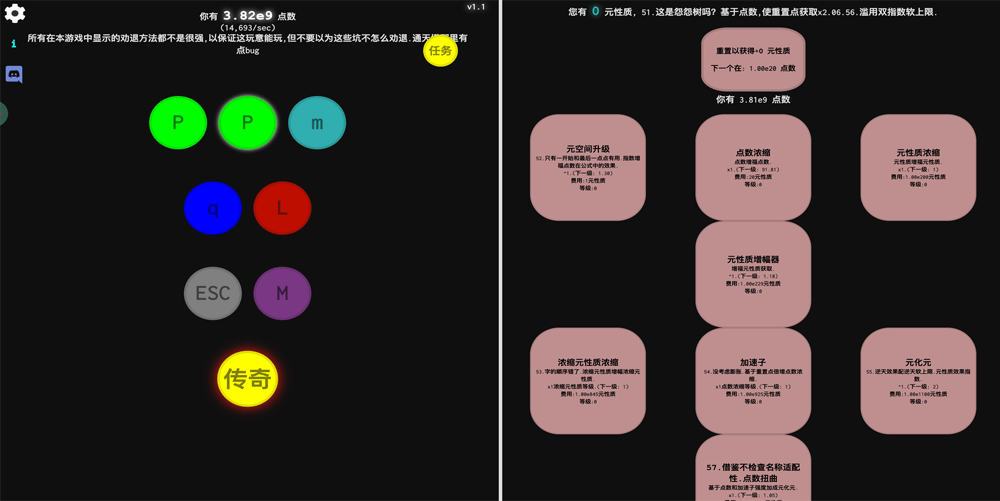 你有 3.82e9 点数
(14,693/sec)
v1.1
i
所有在本游戏中显示的劝退方法都不是很强,以保证这玩意能玩,但不要以为这些坑不怎么劝退.通天塔那里有
点bug
任务
P
P
m
q
L
ESC
M
传奇
您有 0 元性质, 51.这是怨怨树吗? 基于点数,使重置点获取x2.06.56.滥用双指数软上限.
重置以获得+0 元性质
下一个在: 1.00e20 点数
你有 3.81e9 点数
元空间升级
52.只有一开始和最后一点点有用.指数增
幅点数在公式中的效果.
^1.(下一级: 1.30)
费用:1元性质
等级:0
点数浓缩
点数增幅点数.
x1.(下一级: 91.81)
费用:20元性质
等级:0
元性质浓缩
元性质增幅元性质.
x1.(下一级: 1)
费用:1.00e200元性质
等级:0
元性质增幅器
增幅元性质获取.
^1.(下一级: 1.18)
费用:1.00e225元性质
等级:0
浓缩元性质浓缩
53.字的顺序错了.浓缩元性质增幅浓缩元
性质.
x1浓缩元性质等级.(下一级: 1)
费用:1.00e845元性质
等级:0
加速子
54.没考虑膨胀.基于重置点倍增点数浓
缩.
x1点数浓缩等级.(下一级: 1)
费用:1.00e925元性质
等级:0
元化元
55.逆天效果配逆天软上限.元性质效果指
数.
^1.(下一级: 2)
费用:1.00e1100元性质
等级:0
57.借鉴不检查名称适配
性.点数扭曲
基于点数和加速子强度加成元化元.
x1.(下一级: 1.05)